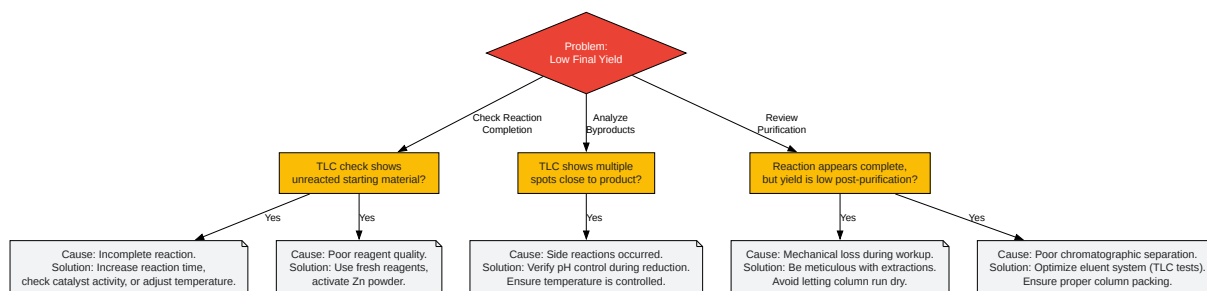 Problem:
Low Final Yield
Check Reaction
Completion
Analyze
Byproducts
Review
Purification
TLC check shows
unreacted starting material?
TLC shows multiple
spots close to product?
Reaction appears complete,
but yield is low post-purification?
Yes
Yes
Yes
Yes
Yes
Cause: Incomplete reaction.
Solution: Increase reaction time,
check catalyst activity, or adjust temperature.
Cause: Poor reagent quality.
Solution: Use fresh reagents,
activate Zn powder.
Cause: Side reactions occurred.
Solution: Verify pH control during reduction.
Ensure temperature is controlled.
Cause: Mechanical loss during workup.
Solution: Be meticulous with extractions.
Avoid letting column run dry.
Cause: Poor chromatographic separation.
Solution: Optimize eluent system (TLC tests).
Ensure proper column packing.